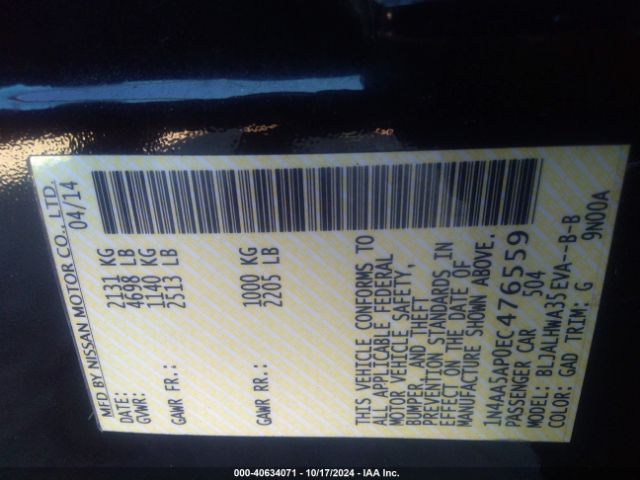 MFD BY NISSAN MOTOR CO., LTD.
DATE: 04/14
GVWR: 2131 KG
4698 LB
GAWR FR.: 1140 KG
2513 LB
GAWR RR.: 1000 KG
2205 LB
THIS VEHICLE CONFORMS TO
ALL APPLICABLE FEDERAL
MOTOR VEHICLE SAFETY,
BUMPER, AND THEFT
PREVENTION STANDARDS IN
EFFECT ON THE DATE OF
MANUFACTURE SHOWN ABOVE.
1N4AA5AP0EC476559
PASSENGER CAR 504
MODEL: BLJALHWA35EVA--B-B
COLOR: GAD TRIM: G 9N00A
000-40634071 - 10/17/2024 - IAA Inc.